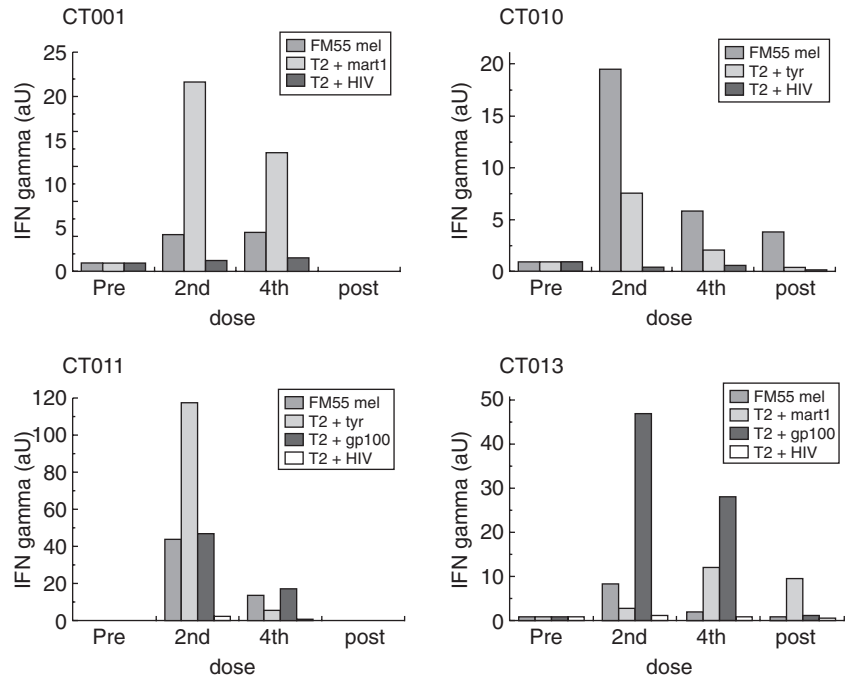 CT001
25
20
15
10
5
0
IFN gamma (aU)
FM55 mel
T2 + mart1
T2 + HIV
Pre 2nd 4th post
dose
CT010
20
15
10
5
0
IFN gamma (aU)
FM55 mel
T2 + tyr
T2 + HIV
Pre 2nd 4th post
dose
CT011
120
100
80
60
40
20
0
IFN gamma (aU)
FM55 mel
T2 + tyr
T2 + gp100
T2 + HIV
Pre 2nd 4th post
dose
CT013
50
40
30
20
10
0
IFN gamma (aU)
FM55 mel
T2 + mart1
T2 + gp100
T2 + HIV
Pre 2nd 4th post
dose